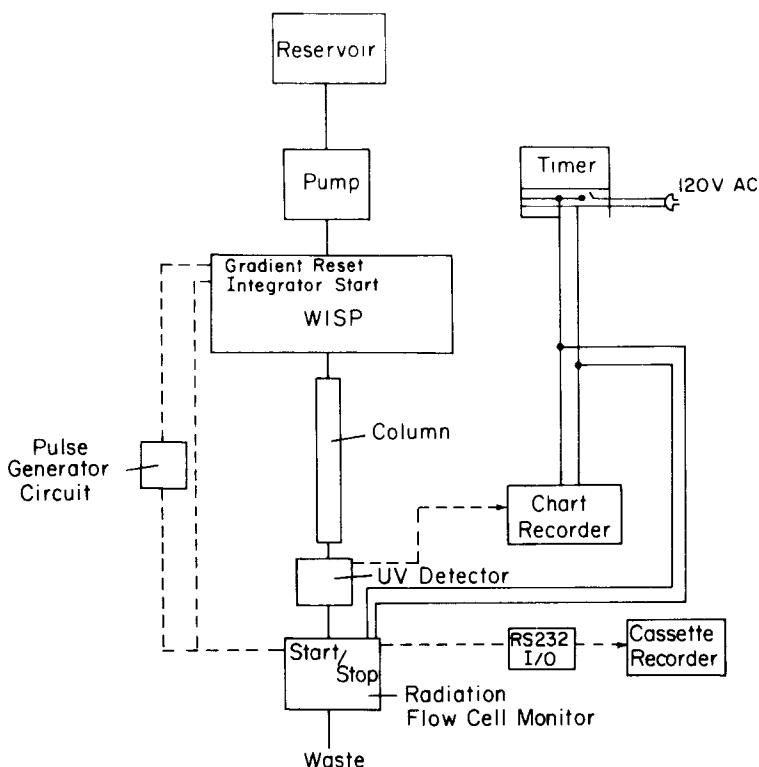 Reservoir
Pump
Timer
120V AC
Gradient Reset
Integrator Start
WISP
Column
Pulse
Generator
Circuit
Chart
Recorder
UV Detector
Start/
Stop
RS232
I/O
Cassette
Recorder
Radiation
Flow Cell Monitor
Waste